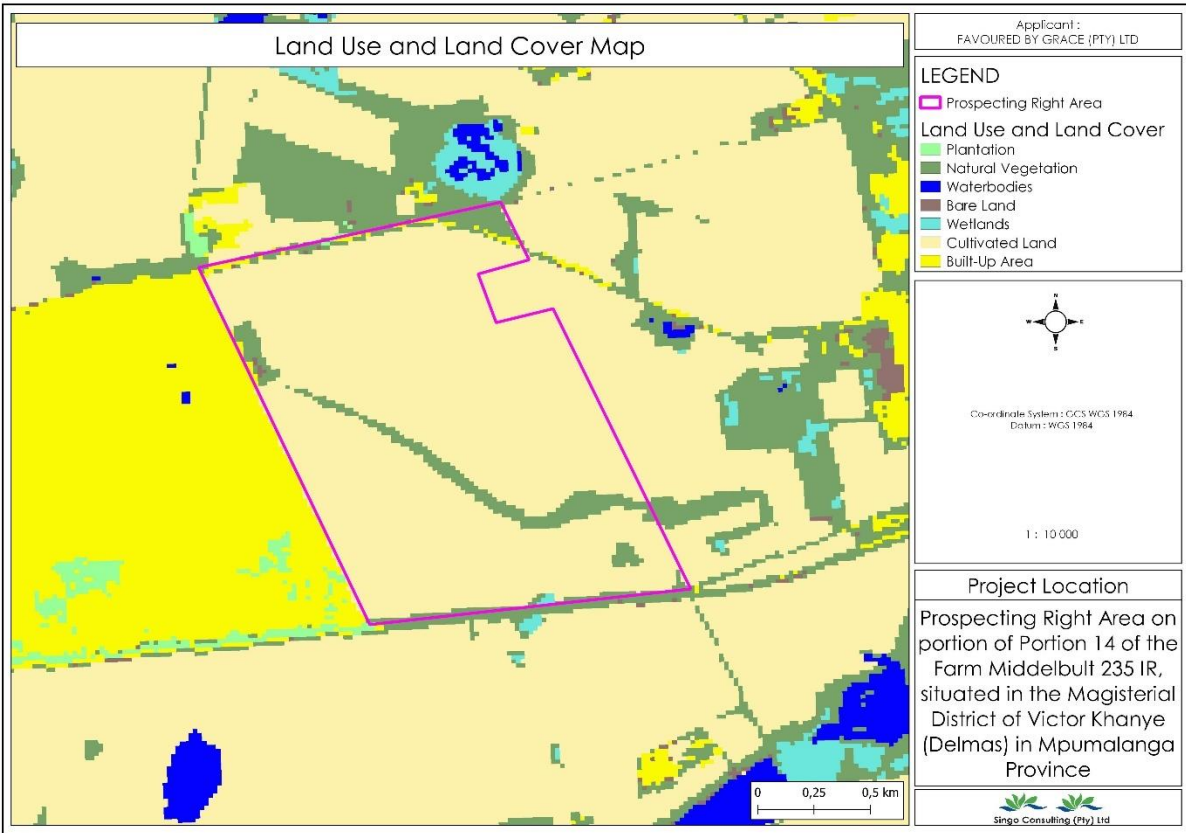 Land Use and Land Cover Map
Applicant :
FAVOURED BY GRACE (PTY) LTD
LEGEND
Prospecting Right Area
Land Use and Land Cover
Plantation
Natural Vegetation
Waterbodies
Bare Land
Wetlands
Cultivated Land
Built-Up Area
N
W E
S
Co-ordinate System : GCS WGS 1984
Datum : WGS 1984
1 : 10 000
Project Location
Prospecting Right Area on
portion of Portion 14 of the
Farm Middelbult 235 IR,
situated in the Magisterial
District of Victor Khanye
(Delmas) in Mpumalanga
Province
0 0,25 0,5 km
Singo Consulting (Pty) Ltd